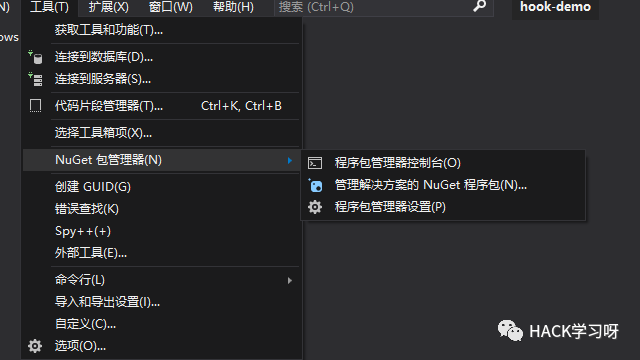 N)
工具(T)
扩展(X)
窗口(W)
帮助(H)
搜索 (Ctrl+Q)
hook-demo
ows
获取工具和功能(T)...
连接到数据库(D)...
连接到服务器(S)...
代码片段管理器(T)... Ctrl+K, Ctrl+B
选择工具箱项(X)...
NuGet 包管理器(N)
程序包管理器控制台(O)
管理解决方案的 NuGet 程序包(N)...
程序包管理器设置(P)
创建 GUID(G)
错误查找(K)
Spy++(+)
外部工具(E)...
命令行(L)
导入和导出设置(I)...
自定义(C)...
选项(O)...
HACK学习呀